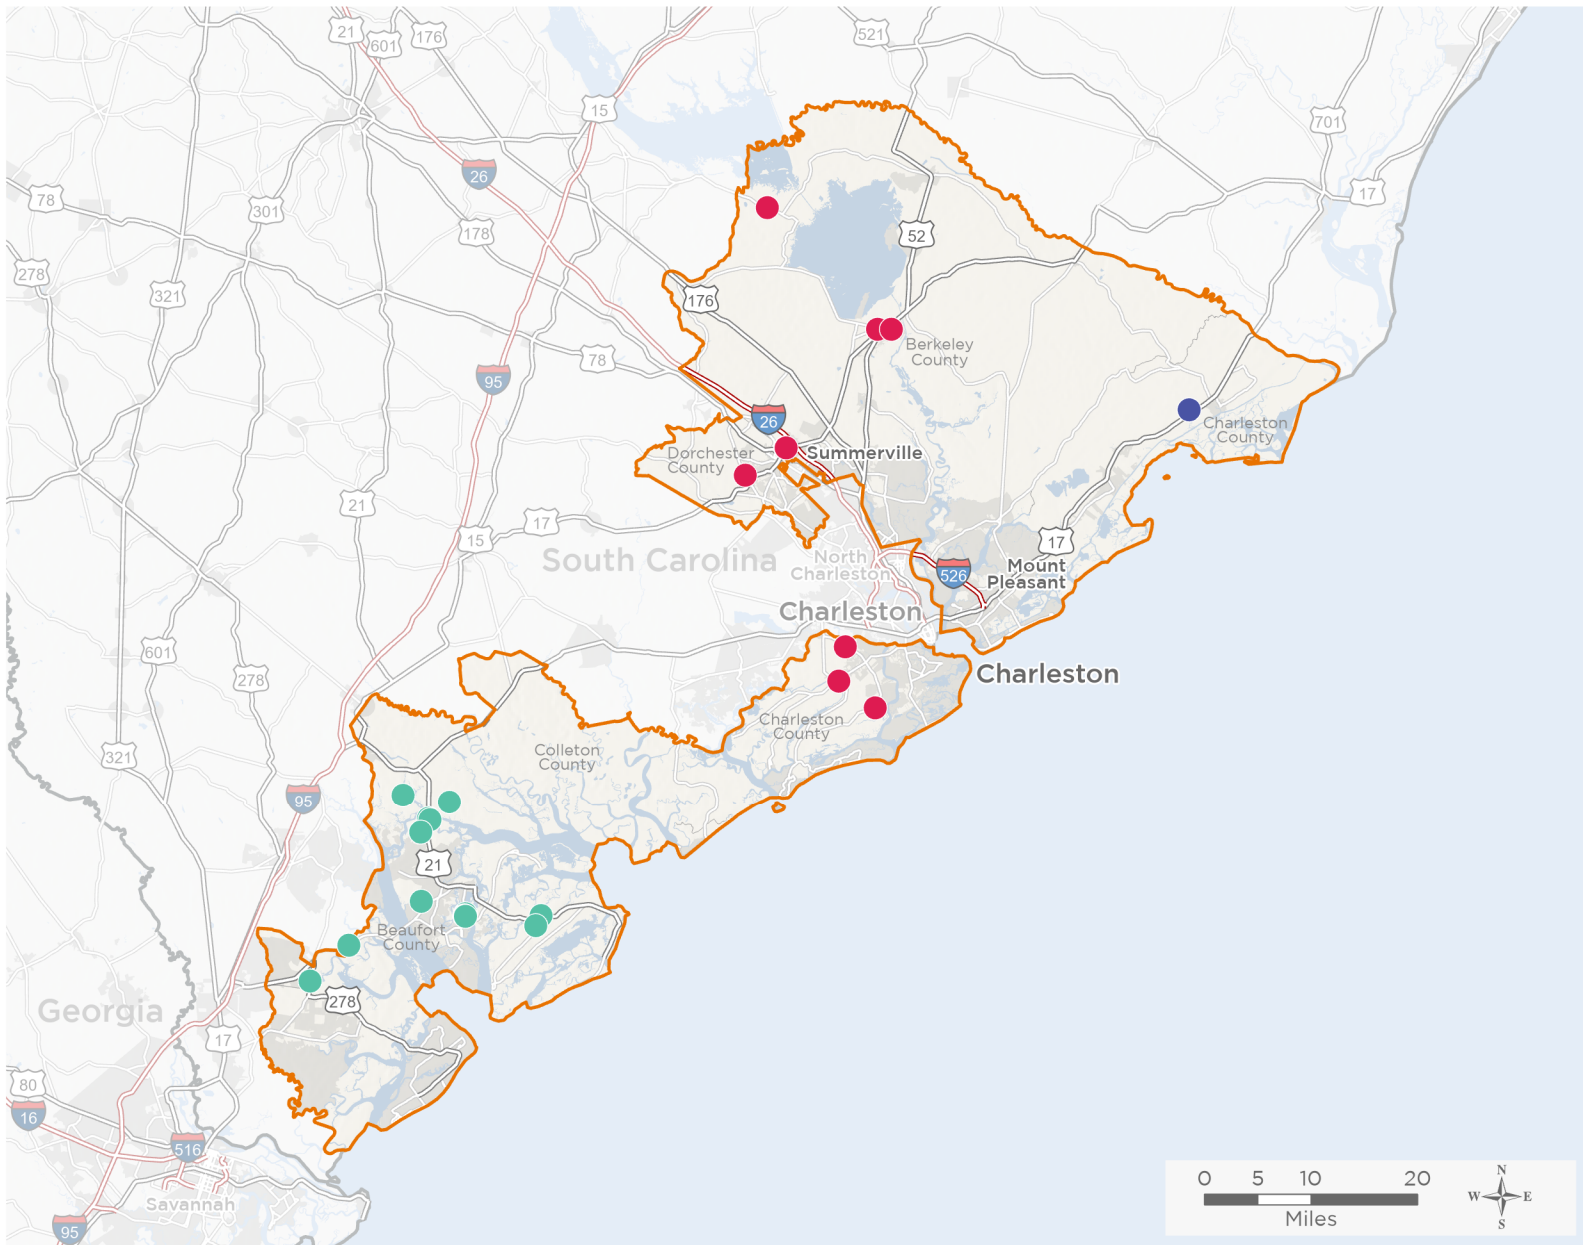 21
601
176
521
15
701
26
78
17
301
178
52
278
321
176
78
95
Berkeley
County
26
Charleston
County
Dorchester
County
Summerville
21
17
15
17
South Carolina
North
Charleston
526
Mount
Pleasant
Charleston
601
278
Charleston
Charleston
County
321
Colleton
County
95
21
Beaufort
County
278
Georgia
17
80
16
516
Savannah
95
0 5 10 20
Miles
N
W E
S